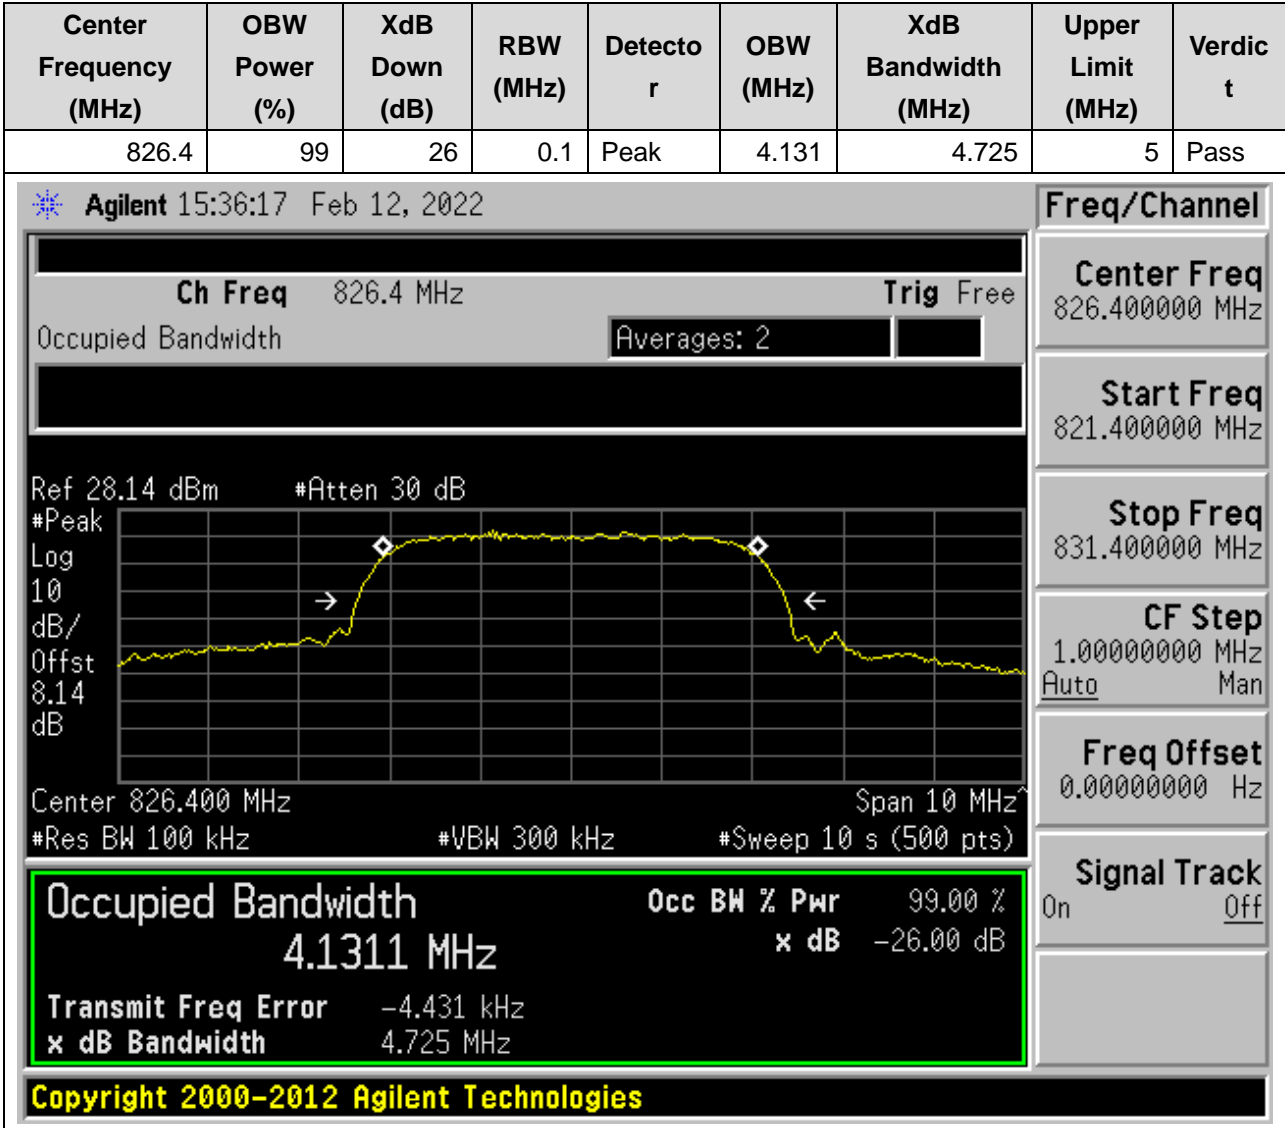 Center Frequency (MHz) OBW Power (%) XdB Down (dB) RBW (MHz) Detecto r OBW (MHz) XdB Bandwidth (MHz) Upper Limit (MHz) Verdic t
826.4 99 26 0.1 Peak 4.131 4.725 5 Pass
Agilent 15:36:17 Feb 12, 2022
Ch Freq 826.4 MHz Trig Free
Occupied Bandwidth Averages: 2
Ref 28.14 dBm #Atten 30 dB
#Peak
Log
10
dB/
Offst
8.14
dB
Center 826.400 MHz Span 10 MHz^
#Res BW 100 kHz #VBW 300 kHz #Sweep 10 s (500 pts)
Occupied Bandwidth Occ BW % Pwr 99.00 %
4.1311 MHz x dB -26.00 dB
Transmit Freq Error -4.431 kHz
x dB Bandwidth 4.725 MHz
Copyright 2000-2012 Agilent Technologies
Freq/Channel
Center Freq
826.400000 MHz
Start Freq
821.400000 MHz
Stop Freq
831.400000 MHz
CF Step
1.00000000 MHz
Auto Man
Freq Offset
0.00000000 Hz
Signal Track
On Off